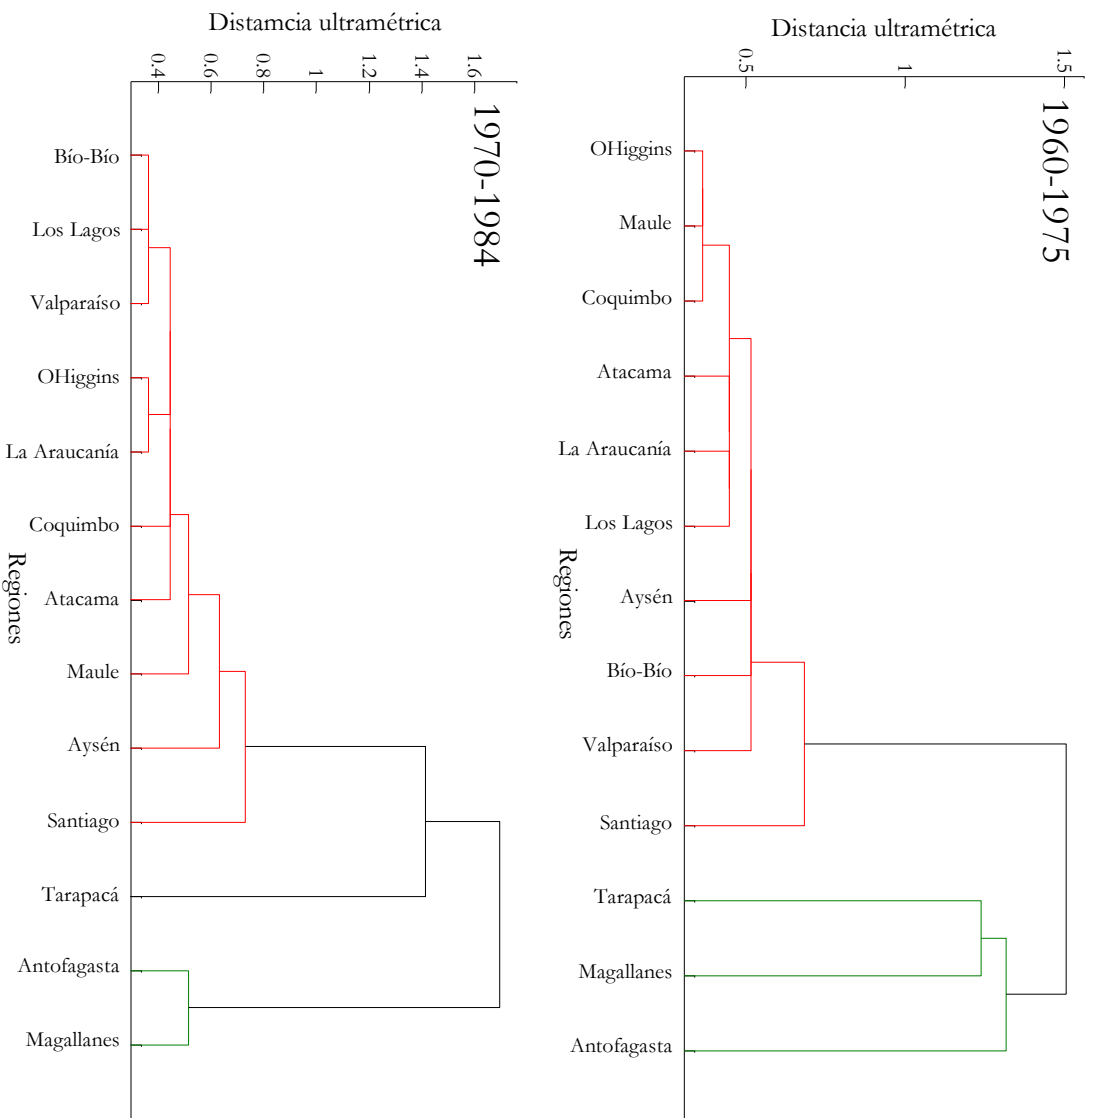 Distamcia ultramétrica
0.4
0.6
0.8
1
1.2
1.4
1.6
1970-1984
Bío-Bío
Los Lagos
Valparaíso
OHiggins
La Araucanía
Coquimbo
Atacama
Maule
Aysén
Santiago
Tarapacá
Antofagasta
Magallanes
Regiones
Distancia ultramétrica
0.5
1
1.5
1960-1975
OHiggins
Maule
Coquimbo
Atacama
La Araucanía
Los Lagos
Aysén
Bío-Bío
Valparaíso
Santiago
Tarapacá
Magallanes
Antofagasta
Regiones